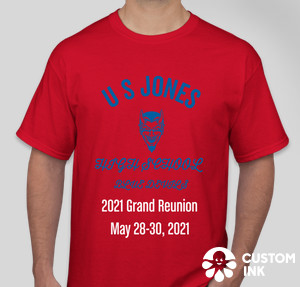 U S JONES
2021 Grand Reunion
May 28-30, 2021
CUSTOM
INK